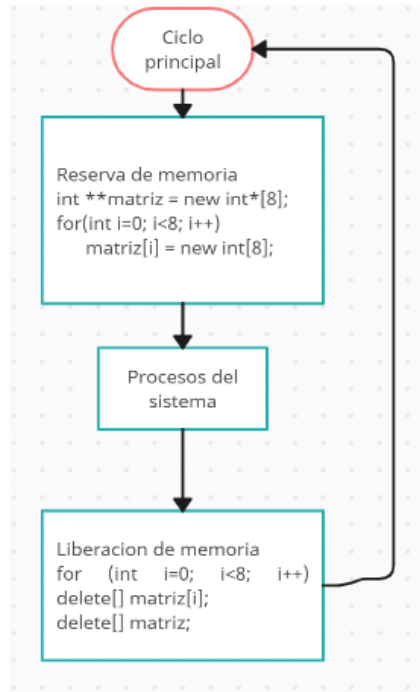 Ciclo
principal
Reserva de memoria
int **matriz = new int*[8];
for(int i=0; i<8; i++)
matriz[i] = new int[8];
Procesos del
sistema
Liberacion de memoria
for (int i=0; i<8; i++)
delete[] matriz[i];
delete[] matriz;